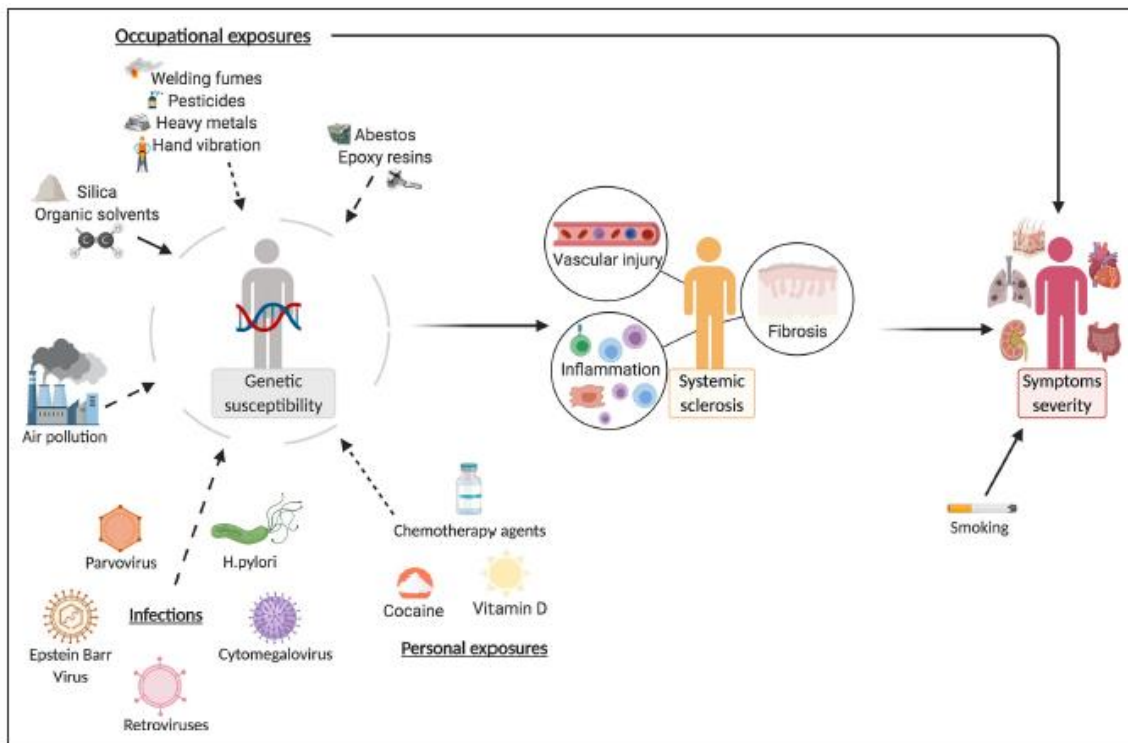 Occupational exposures
Welding fumes
Pesticides
Heavy metals
Hand vibration
Abestos
Epoxy resins
Silica
Organic solvents
C C
Vascular injury
Fibrosis
Inflammation
Genetic
susceptibility
Systemic
sclerosis
Symptoms
severity
Air pollution
Smoking
Chemotherapy agents
Parvovirus
H.pylori
Cocaine
Vitamin D
Infections
Personal exposures
Epstein Barr
Virus
Cytomegalovirus
Retroviruses